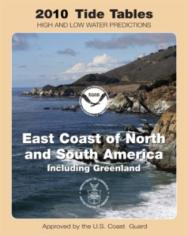 2010 Tide Tables
HIGH AND LOW WATER PREDICTIONS
East Coast of North
and South America
Including Greenland
Approved by the U.S. Coast Guard